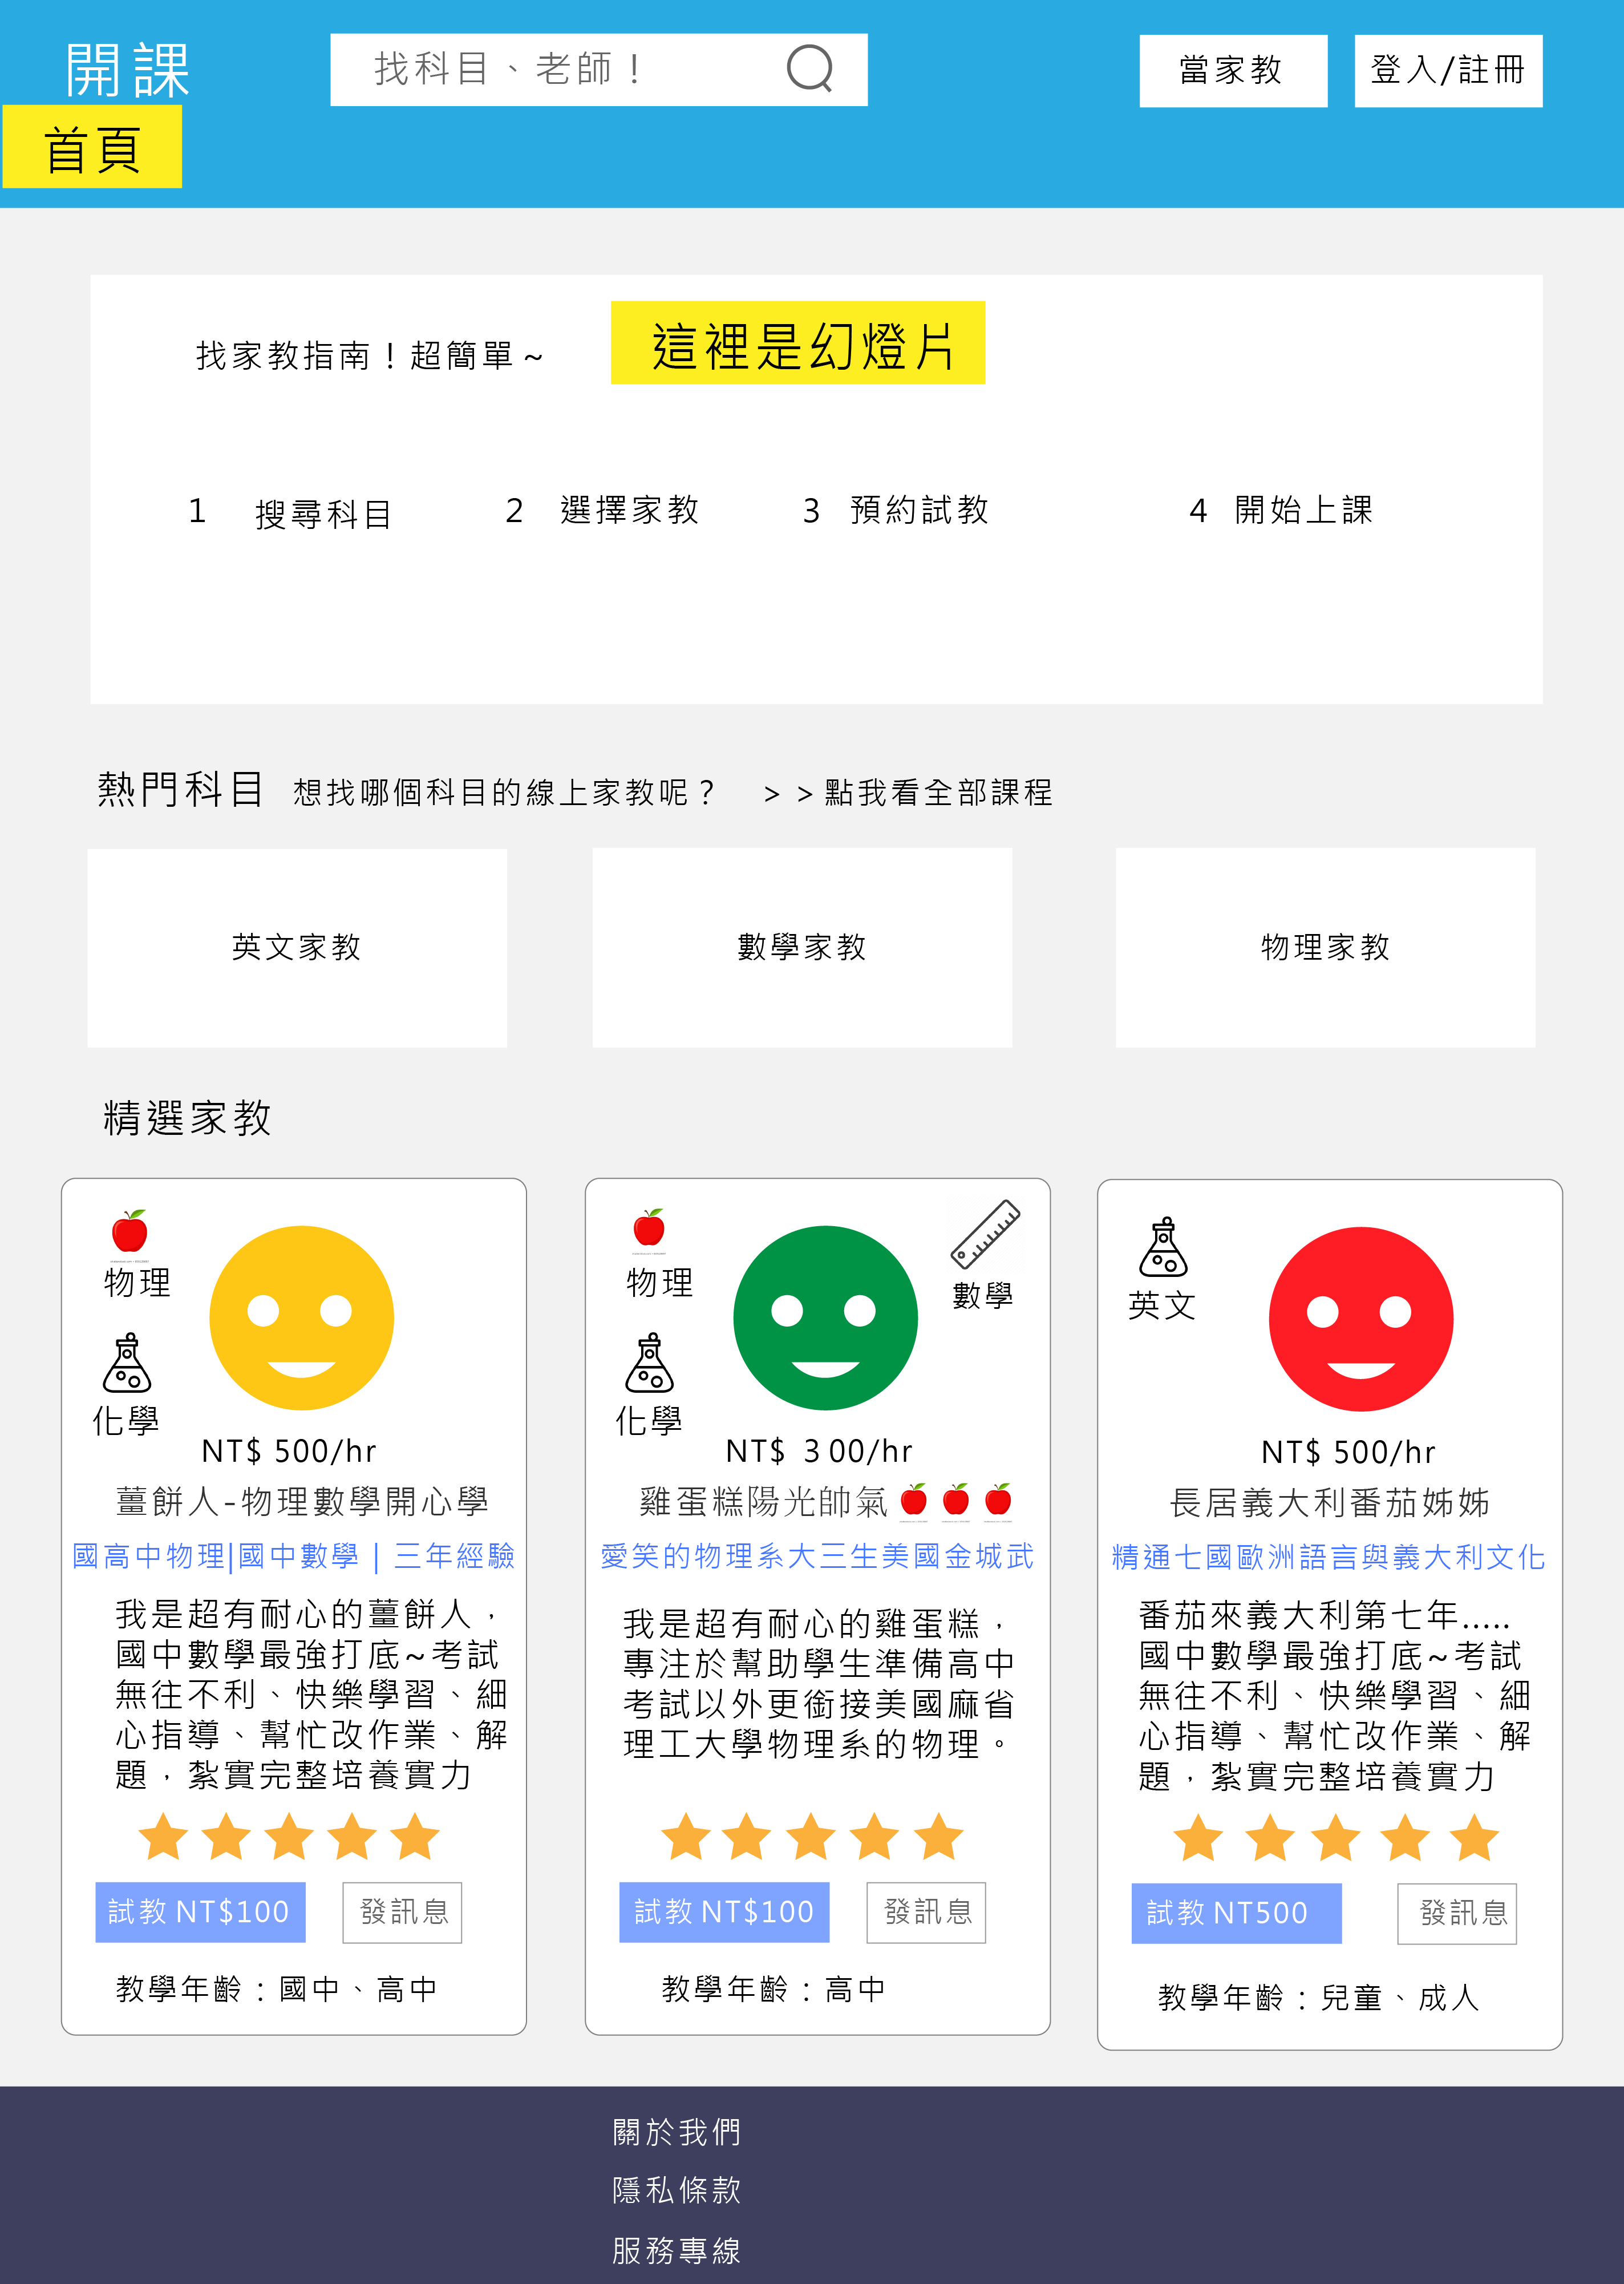 開課
找科目、老師！
當家教
登入/註冊
首頁
找家教指南！超簡單~
這裡是幻燈片
1 搜尋科目
2 選擇家教
3 預約試教
4 開始上課
熱門科目 想找哪個科目的線上家教呢？ >>點我看全部課程
英文家教
數學家教
物理家教
精選家教
物理
化學
NT$ 500/hr
薑餅人-物理數學開心學
國高中物理|國中數學 | 三年經驗
我是超有耐心的薑餅人，
國中數學最強打底~考試
無往不利、快樂學習、細
心指導、幫忙改作業、解
題，紮實完整培養實力
試教 NT$100
發訊息
教學年齡：國中、高中
物理
數學
化學
NT$ 300/hr
雞蛋糕陽光帥氣
愛笑的物理系大三生美國金城武
我是超有耐心的雞蛋糕，
專注於幫助學生準備高中
考試以外更銜接美國麻省
理工大學物理系的物理。
試教 NT$100
發訊息
教學年齡：高中
英文
NT$ 500/hr
長居義大利番茄姊姊
精通七國歐洲語言與義大利文化
番茄來義大利第七年.....
國中數學最強打底~考試
無往不利、快樂學習、細
心指導、幫忙改作業、解
題，紮實完整培養實力
試教 NT500
發訊息
教學年齡：兒童、成人
關於我們
隱私條款
服務專線